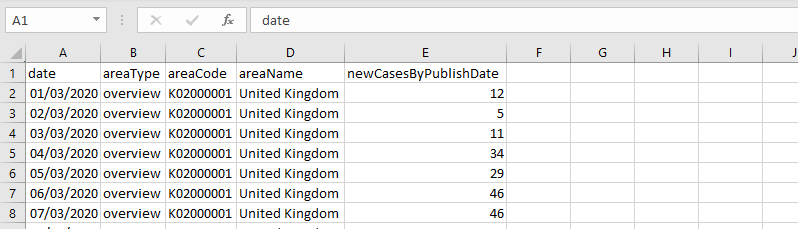 A1 fx date
A B C D E F G H I J
1 date areaType areaCode areaName newCasesByPublishDate
2 01/03/2020 overview K02000001 United Kingdom 12
3 02/03/2020 overview K02000001 United Kingdom 5
4 03/03/2020 overview K02000001 United Kingdom 11
5 04/03/2020 overview K02000001 United Kingdom 34
6 05/03/2020 overview K02000001 United Kingdom 29
7 06/03/2020 overview K02000001 United Kingdom 46
8 07/03/2020 overview K02000001 United Kingdom 46